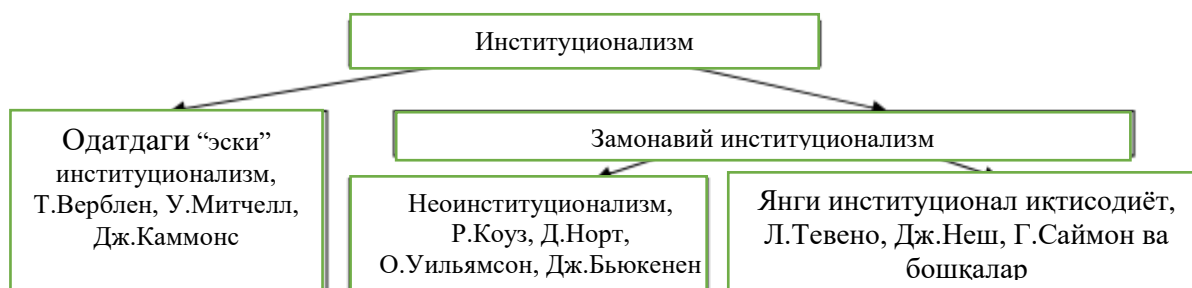 Институционализм
Одатдаги “эски”
институционализм,
Т.Верблен, У.Митчелл,
Дж.Каммонс
Замонавий институционализм
Неоинституционализм,
Р.Коуз, Д.Норт,
О.Уильямсон, Дж.Бьюкенен
Янги институционал иқтисодиёт,
Л.Тевено, Дж.Неш, Г.Саймон ва
бошқалар